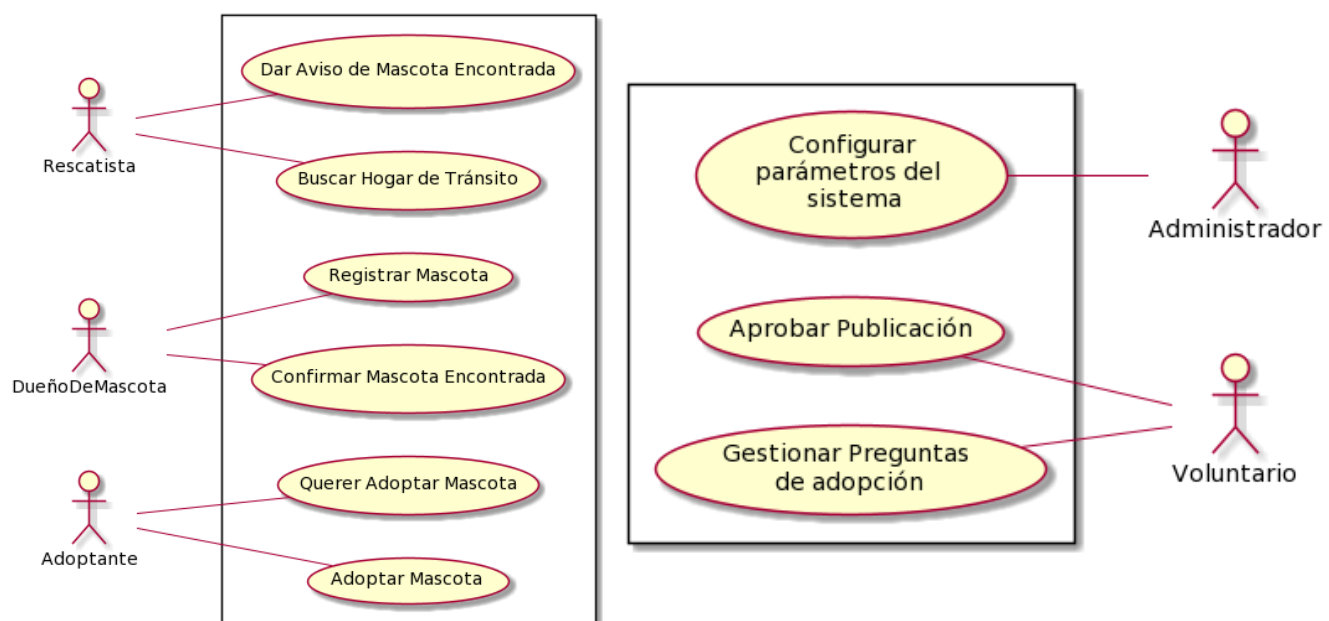 Dar Aviso de Mascota Encontrada
Rescatista
Buscar Hogar de Tránsito
Registrar Mascota
DueñoDeMascota
Confirmar Mascota Encontrada
Querer Adoptar Mascota
Adoptante
Adoptar Mascota
Configurar
parámetros del
sistema
Administrador
Aprobar Publicación
Gestionar Preguntas
de adopción
Voluntario